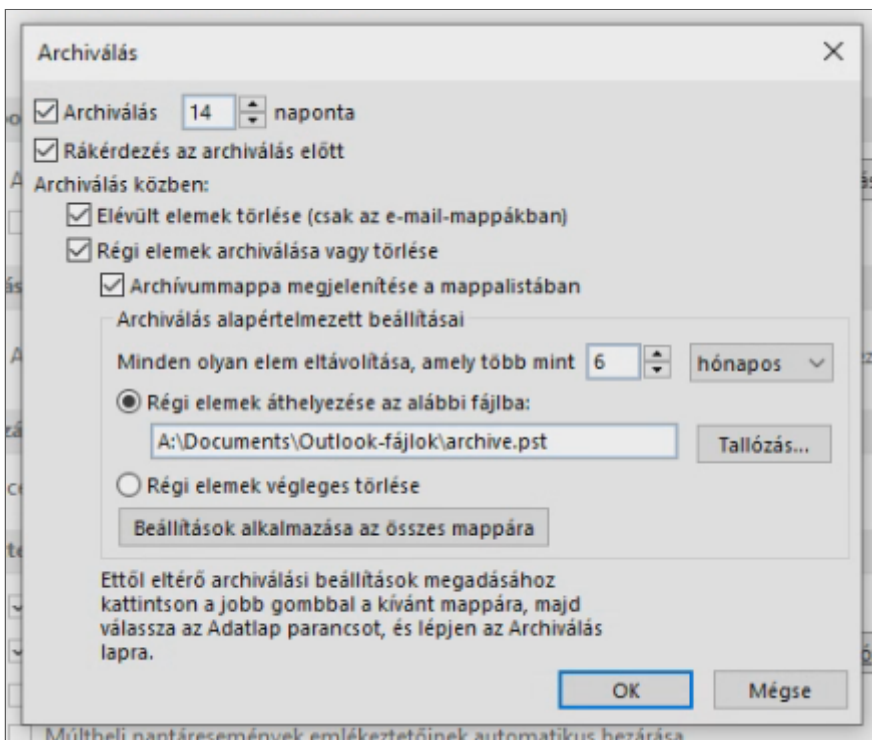 Archiválás
Archiválás 14 naponta
Rákérdezés az archiválás előtt
Archiválás közben:
Elévült elemek törlése (csak az e-mail-mappákban)
Régi elemek archiválása vagy törlése
Archívummappa megjelenítése a mappalistában
Archiválás alapértelmezett beállításai
Minden olyan elem eltávolítása, amely több mint 6 hónapos
Régi elemek áthelyezése az alábbi fájlba:
A:\Documents\Outlook-fájlok\archive.pst Tallózás...
Régi elemek végleges törlése
Beállítások alkalmazása az összes mappára
Ettől eltérő archiválási beállítások megadásához
kattintson a jobb gombbal a kívánt mappára, majd
válassza az Adatlap parancsot, és lépjen az Archiválás
lapra.
OK Mégse